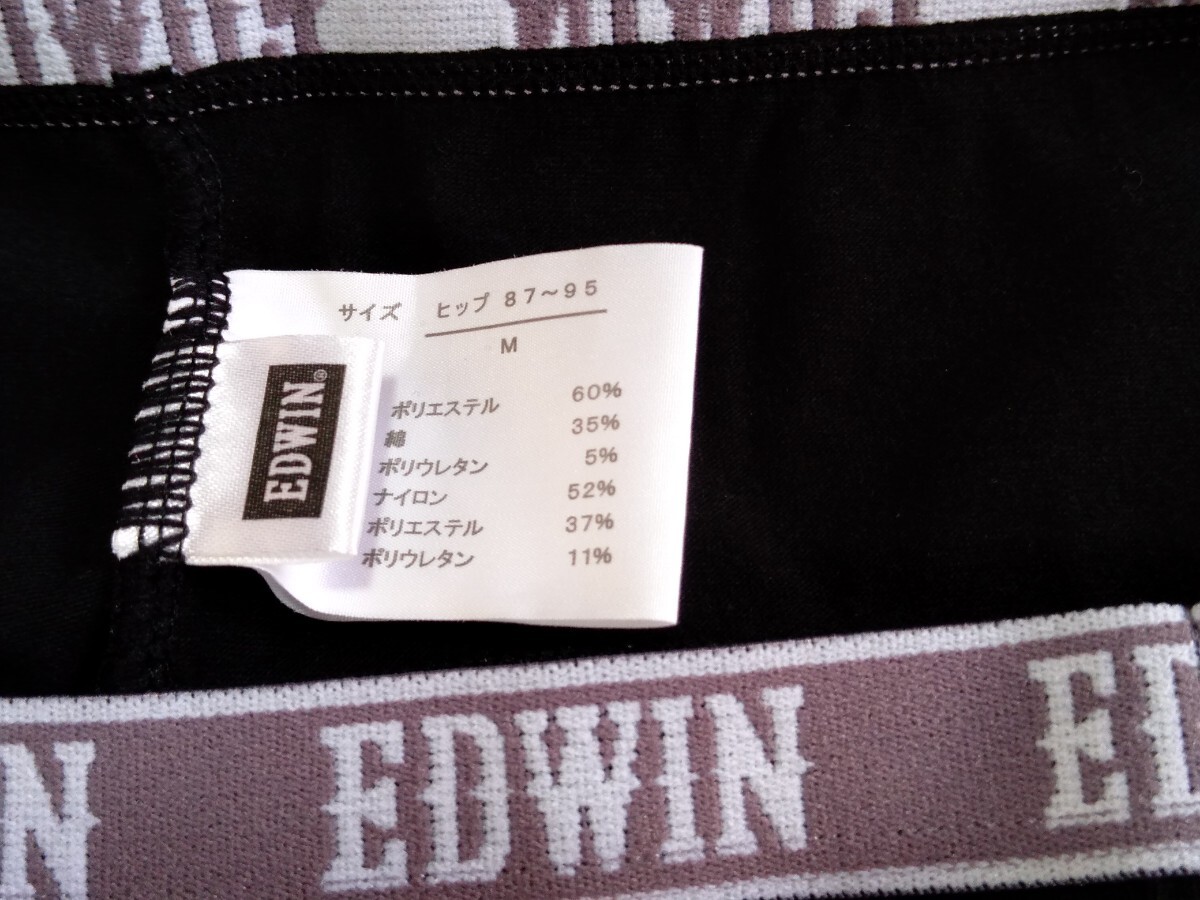 サイズ ヒップ 87～95
M
EDWIN
ポリエステル 60%
綿 35%
ポリウレタン 5%
ナイロン 52%
ポリエステル 37%
ポリウレタン 11%
EDWIN